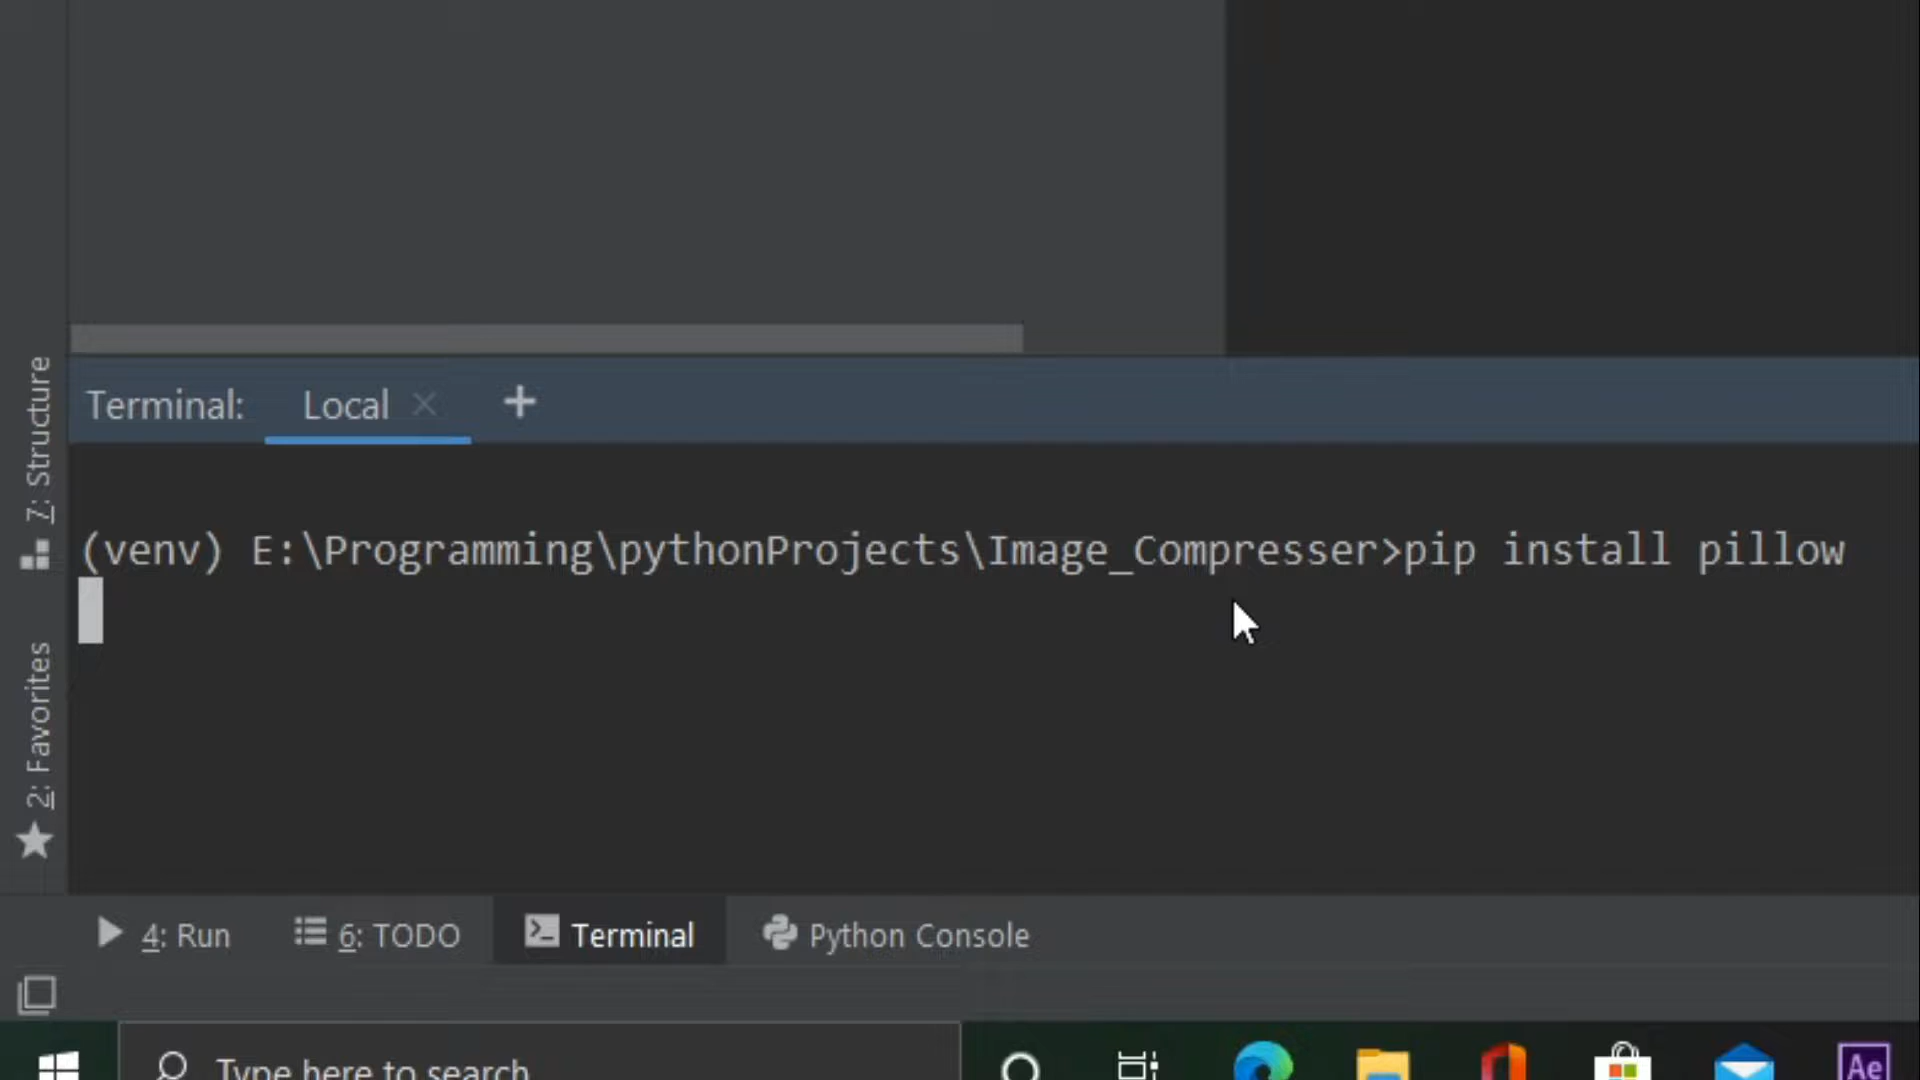 7: Structure
Terminal: Local
(venv) E:\Programming\pythonProjects\Image_Compresser>pip install pillow
2: Favorites
4: Run 6: TODO Terminal Python Console
Type here to search
Ae